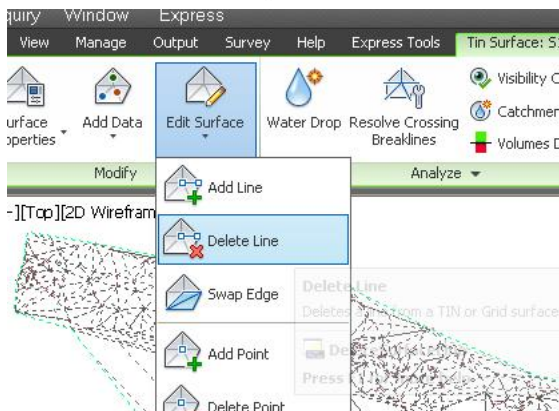 quiry Window Express
View Manage Output Survey Help Express Tools Tin Surface: S
urface
operties
Add Data
Edit Surface
Water Drop
Resolve Crossing
Breaklines
Visibility C
Catchmen
Volumes D
Modify
Analyze
-][Top][2D Wirefram
Add Line
Delete Line
Swap Edge
Add Point
Delete Point
Delete Line
Deletes a line from a TIN or Grid surface
Press